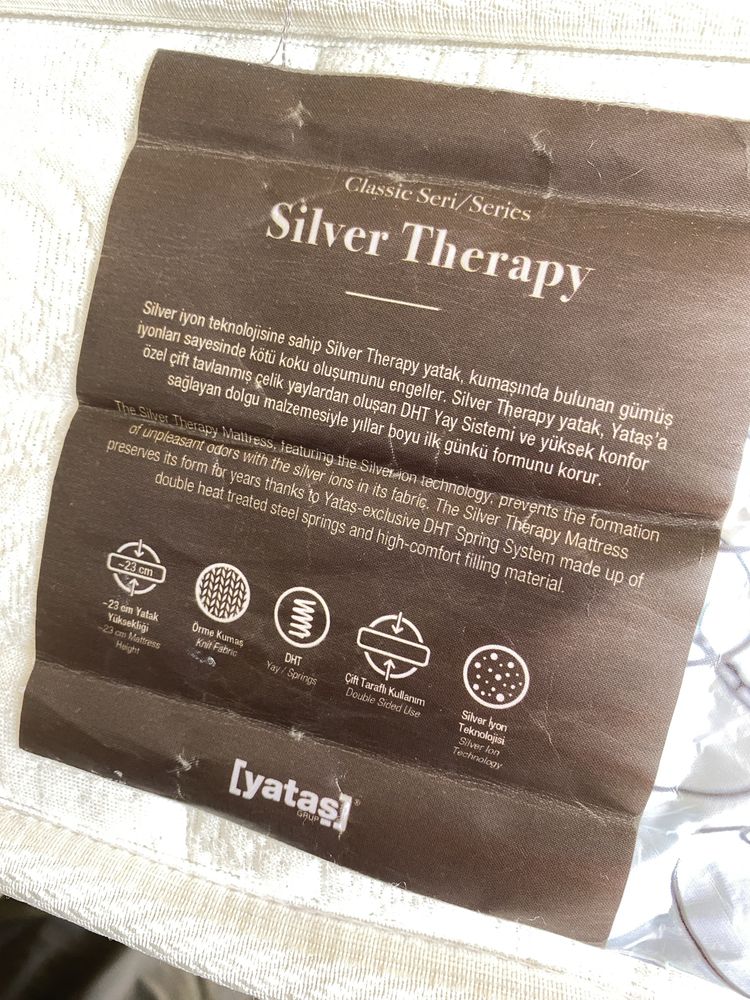 Classic Seri/Series
Silver Therapy
Silver iyon teknolojisine sahip Silver Therapy yatak, kumaşında bulunan gümüş
iyonları sayesinde kötü koku oluşumunu engeller. Silver Therapy yatak, Yataş'a
özel çift tavlanmış çelik yaylardan oluşan DHT Yay Sistemi ve yüksek konfor
sağlayan dolgu malzemesiyle yıllar boyu ilk günkü formunu korur.
The Silver Therapy Mattress, featuring the Silver Ion technology, prevents the formation
of unpleasant odors with the silver ions in its fabric. The Silver Therapy Mattress
preserves its form for years thanks to Yataş-exclusive DHT Spring System made up of
double heat treated steel springs and high-comfort filling material.
~23 cm
~23 cm Yatak
Yüksekliği
~23 cm Mattress
Height
Örme Kumaş
Knit Fabric
DHT
Yay / Springs
Çift Taraflı Kullanım
Double Sided Use
Silver İyon
Teknolojisi
Silver Ion
Technology
[yataş]®
GRUP